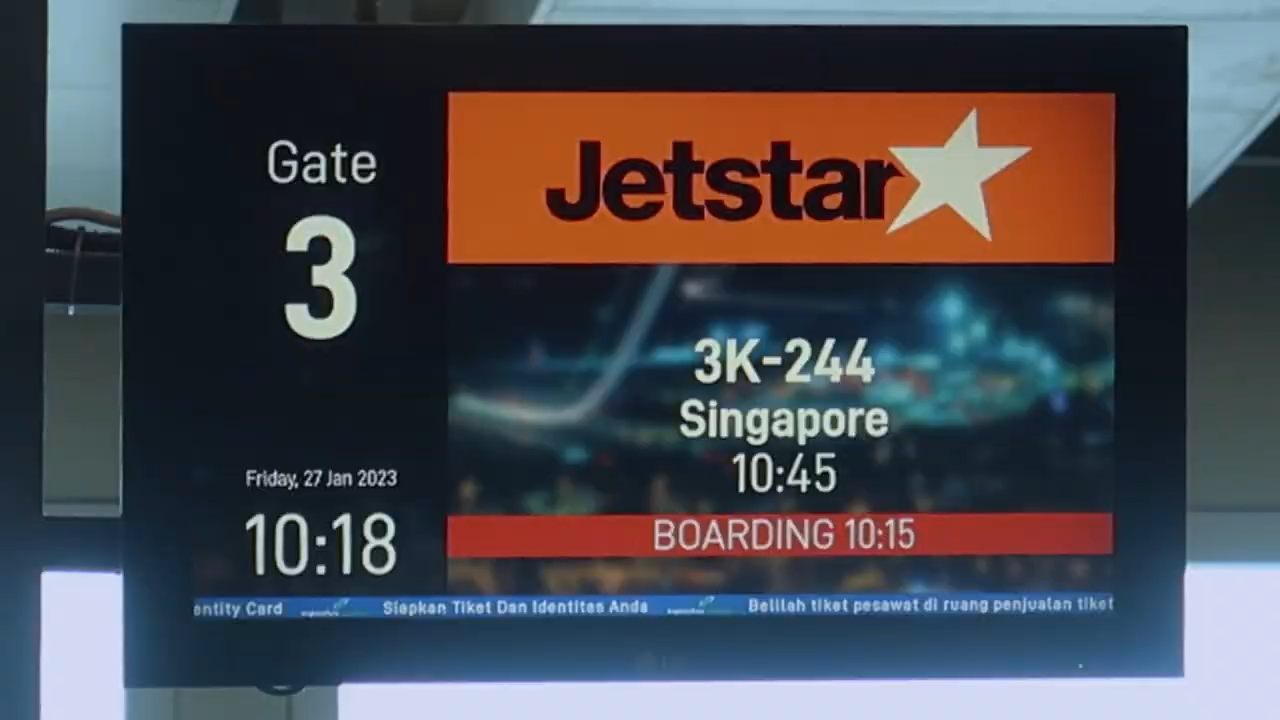 Gate
3
Jetstar
3K-244
Singapore
10:45
BOARDING 10:15
Friday, 27 Jan 2023
10:18
entity Card Siapkan Tiket Dan Identitas Anda Belilah tiket pesawat di ruang penjualan tiket